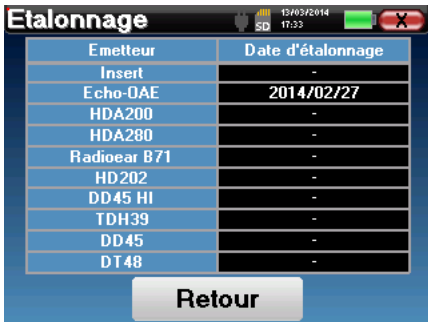 Etalonnage SD 13/03/2014 17:33 X
Emetteur Date d'étalonnage
Insert -
Echo-OAE 2014/02/27
HDA200 -
HDA280 -
Radioear B71 -
HD202 -
DD45 HI -
TDH39 -
DD45 -
DT48 -
Retour